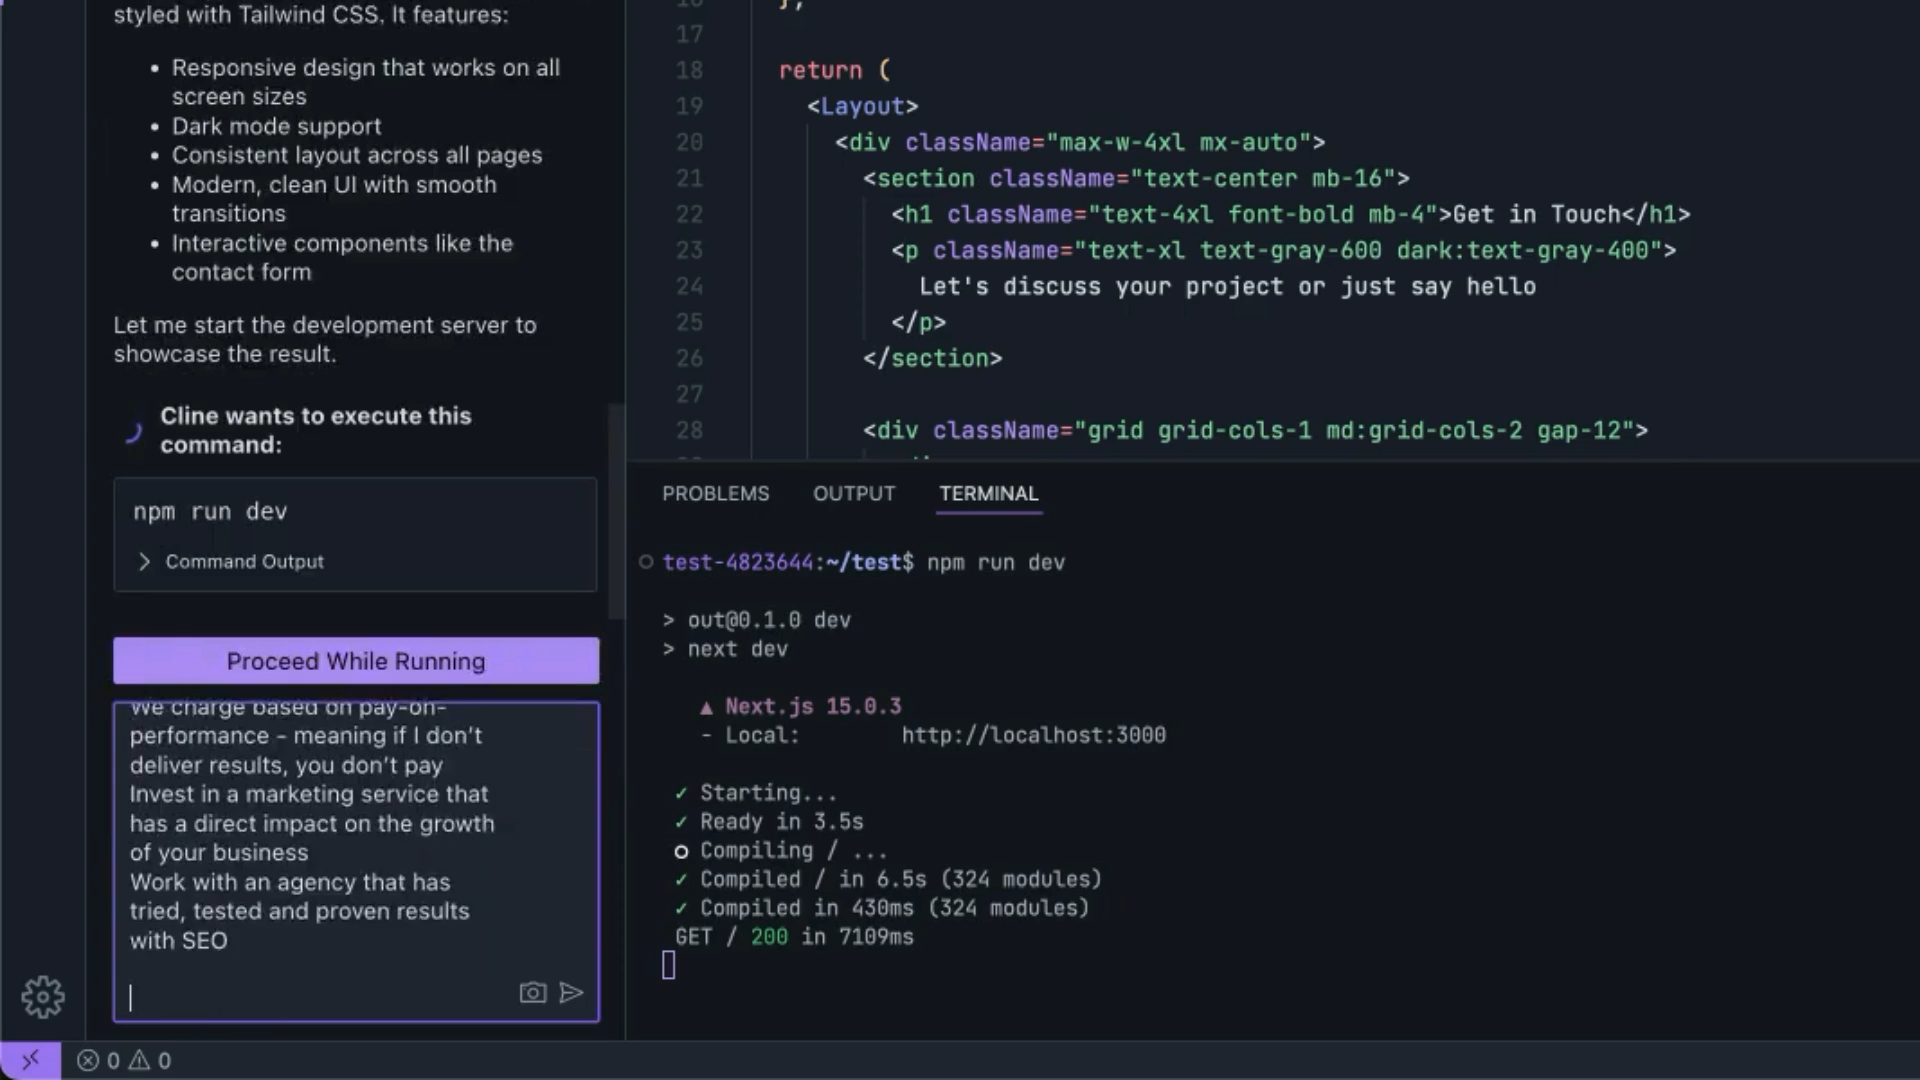 styled with Tailwind CSS. It features:
• Responsive design that works on all
screen sizes
• Dark mode support
• Consistent layout across all pages
• Modern, clean UI with smooth
transitions
• Interactive components like the
contact form
Let me start the development server to
showcase the result.
Cline wants to execute this
command:
npm run dev
Command Output
Proceed While Running
We charge based on pay-on-
performance – meaning if I don't
deliver results, you don't pay
Invest in a marketing service that
has a direct impact on the growth
of your business
Work with an agency that has
tried, tested and proven results
with SEO
16 };
17
18 return (
19 <Layout>
20 <div className="max-w-4xl mx-auto">
21 <section className="text-center mb-16">
22 <h1 className="text-4xl font-bold mb-4">Get in Touch</h1>
23 <p className="text-xl text-gray-600 dark:text-gray-400">
24 Let's discuss your project or just say hello
25 </p>
26 </section>
27
28 <div className="grid grid-cols-1 md:grid-cols-2 gap-12">
PROBLEMS OUTPUT TERMINAL
test-4823644:~/test$ npm run dev
> out@0.1.0 dev
> next dev
▲ Next.js 15.0.3
- Local: http://localhost:3000
✓ Starting...
✓ Ready in 3.5s
○ Compiling / ...
✓ Compiled / in 6.5s (324 modules)
✓ Compiled in 430ms (324 modules)
GET / 200 in 7109ms
0 0